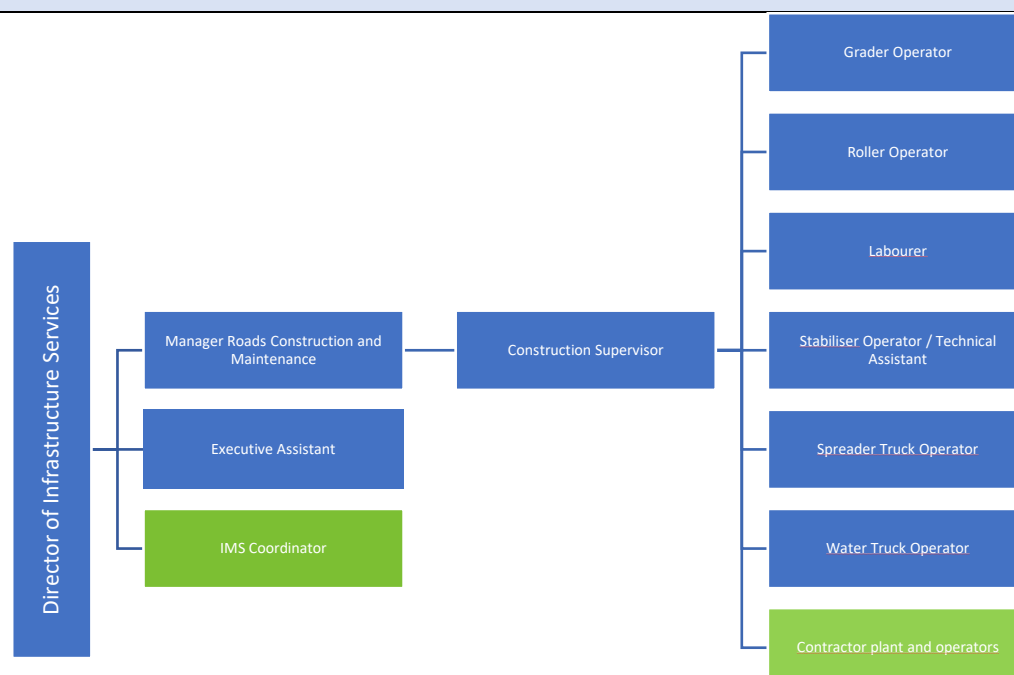 Director of Infrastructure Services
Manager Roads Construction and
Maintenance
Executive Assistant
IMS Coordinator
Construction Supervisor
Grader Operator
Roller Operator
Labourer
Stabiliser Operator / Technical
Assistant
Spreader Truck Operator
Water Truck Operator
Contractor plant and operators